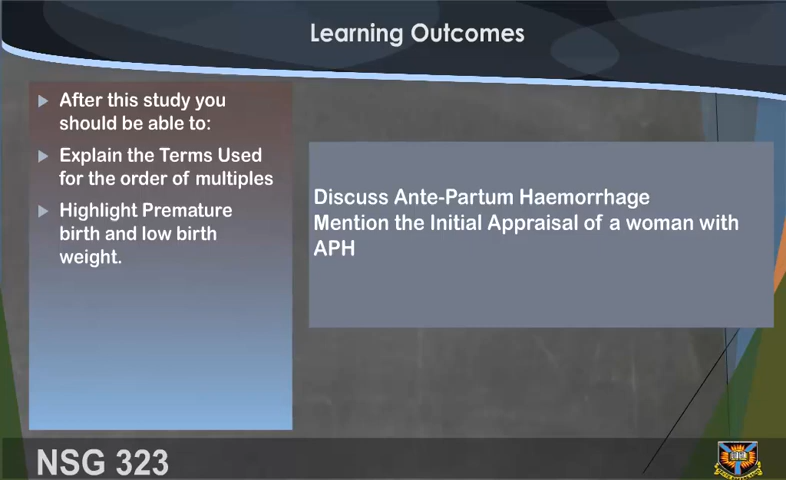 Learning Outcomes
After this study you
should be able to:
Explain the Terms Used
for the order of multiples
Highlight Premature
birth and low birth
weight.
Discuss Ante-Partum Haemorrhage
Mention the Initial Appraisal of a woman with
APH
NSG 323